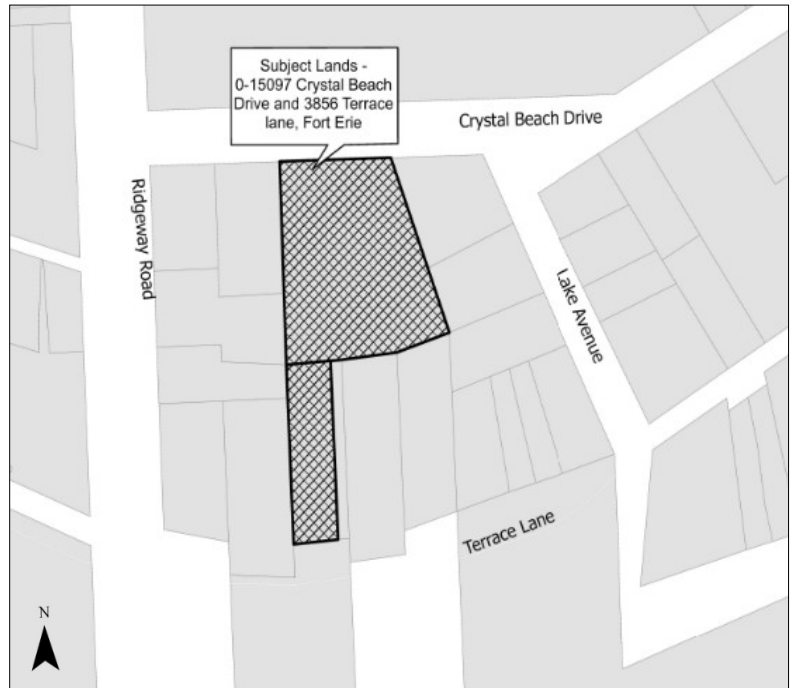 Subject Lands -
0-15097 Crystal Beach
Drive and 3856 Terrace
lane, Fort Erie
Crystal Beach Drive
Ridgeway Road
Lake Avenue
Terrace Lane
N